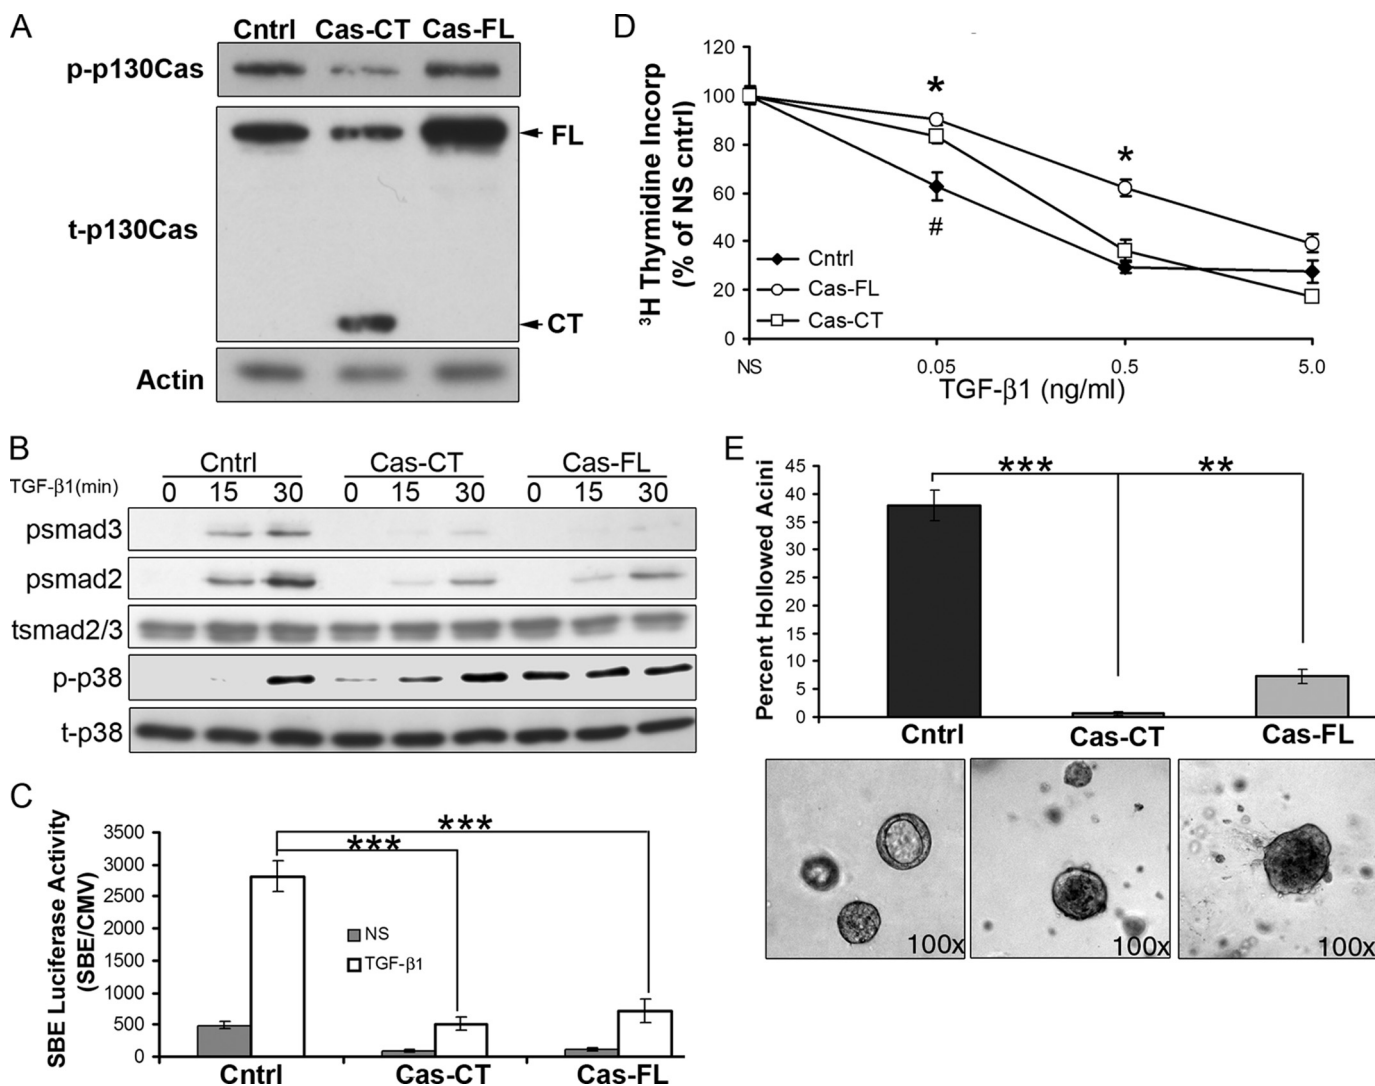 A
Cntrl Cas-CT Cas-FL
p-p130Cas
FL
t-p130Cas
CT
Actin
B
Cntrl Cas-CT Cas-FL
TGF-β1(min) 0 15 30 0 15 30 0 15 30
psmad3
psmad2
tsmad2/3
p-p38
t-p38
C
SBE Luciferase Activity
(SBE/CMV)
3500
3000
2500
2000
1500
1000
500
0
***
***
NS
TGF-β1
Cntrl Cas-CT Cas-FL
D
³H Thymidine Incorp
(% of NS cntrl)
120
100
80
60
40
20
0
*
*
#
Cntrl
Cas-FL
Cas-CT
NS 0.05 0.5 5.0
TGF-β1 (ng/ml)
E
Percent Hollowed Acini
45
40
35
30
25
20
15
10
5
0
*** **
Cntrl Cas-CT Cas-FL
100x 100x 100x